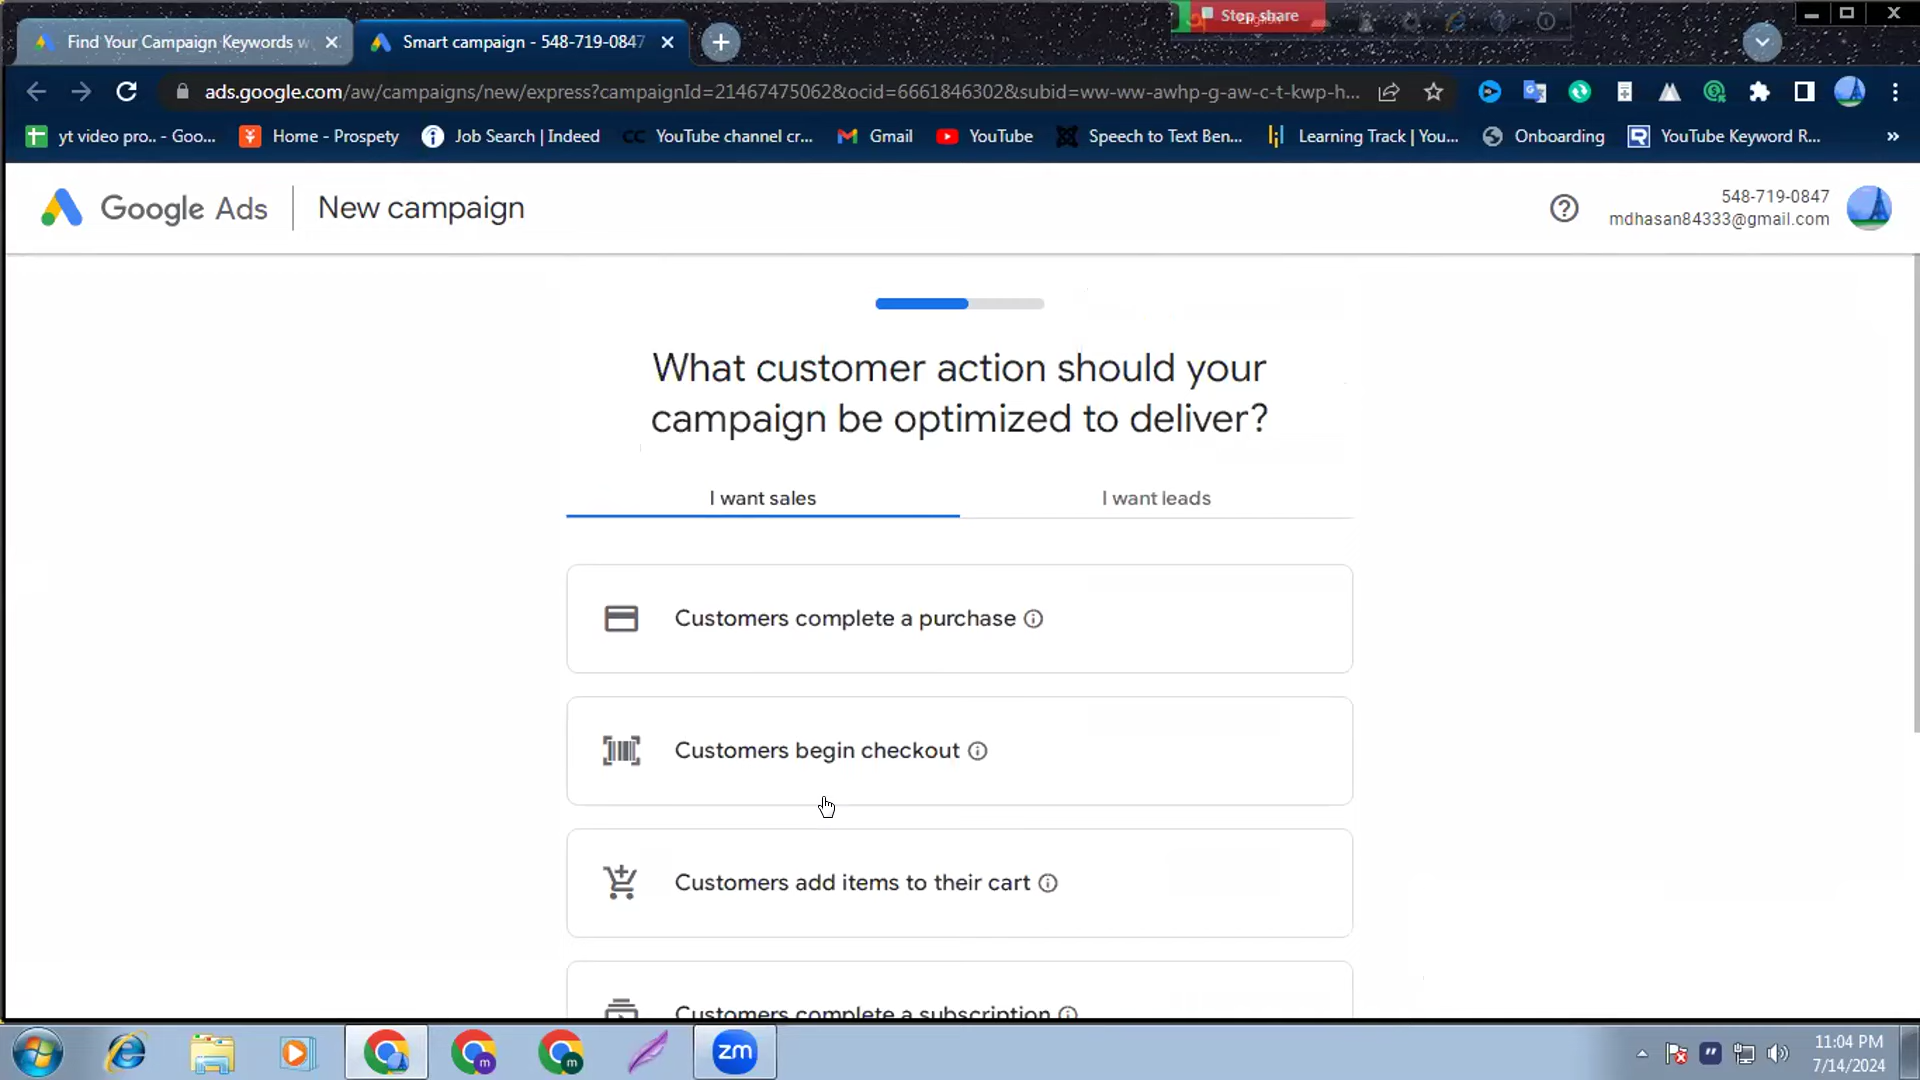 Stop share
Find Your Campaign Keywords w
Smart campaign - 548-719-0847
ads.google.com/aw/campaigns/new/express?campaignId=21467475062&ocid=6661846302&subid=ww-ww-awhp-g-aw-c-t-kwp-h...
yt video pro.. - Goo...
Home - Prospety
Job Search | Indeed
CC YouTube channel cr...
Gmail
YouTube
Speech to Text Ben...
Learning Track | You...
Onboarding
YouTube Keyword R...
»
Google Ads
New campaign
548-719-0847
mdhasan84333@gmail.com
What customer action should your
campaign be optimized to deliver?
I want sales
I want leads
Customers complete a purchase
Customers begin checkout
Customers add items to their cart
Customers complete a subscription
m
m
zm
11:04 PM
7/14/2024